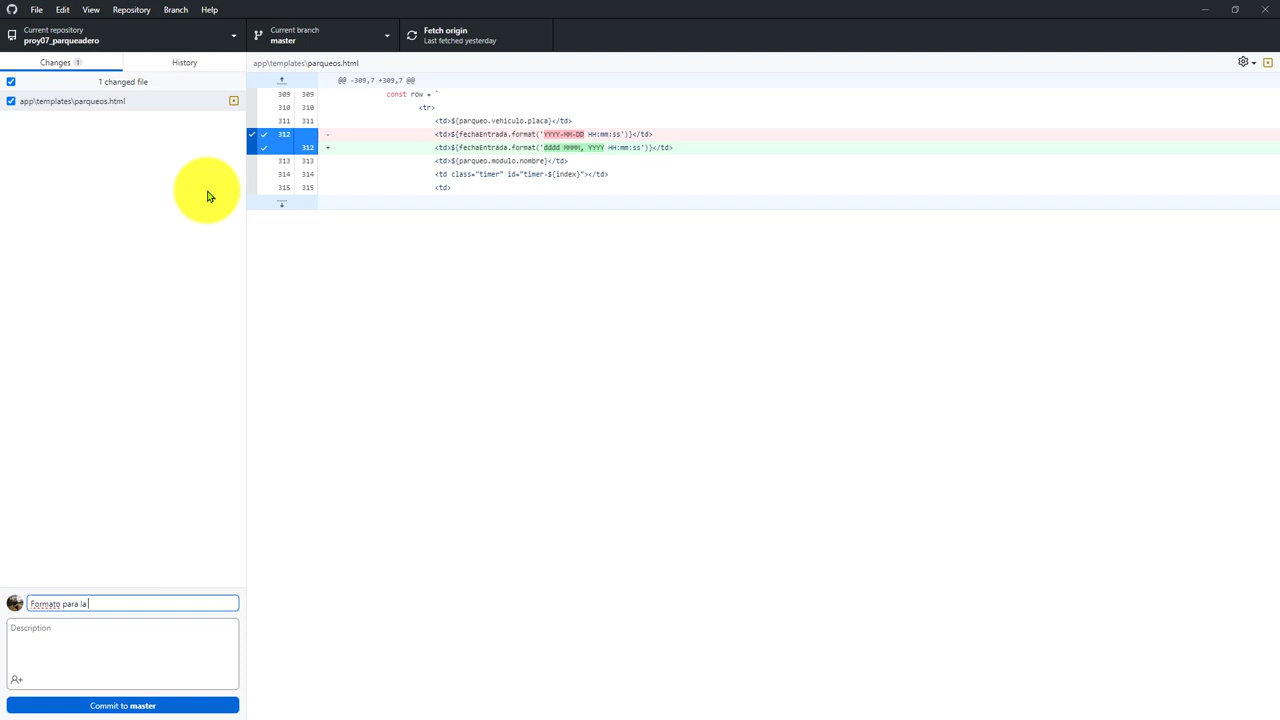 File Edit View Repository Branch Help
Current repository
proy07_parqueadero
Current branch
master
Fetch origin
Last fetched yesterday
Changes 1
History
1 changed file
app\templates\parqueos.html
app\templates\parqueos.html
@@ -309,7 +309,7 @@
309 309 const row = `
310 310 <tr>
311 311 <td>${parqueo.vehiculo.placa}</td>
312 - <td>${fechaEntrada.format('YYYY-MM-DD HH:mm:ss')}</td>
312 + <td>${fechaEntrada.format('dddd MMMM, YYYY HH:mm:ss')}</td>
313 313 <td>${parqueo.modulo.nombre}</td>
314 314 <td class="timer" id="timer-${index}"></td>
315 315 <td>
Formato para la
Description
Commit to master